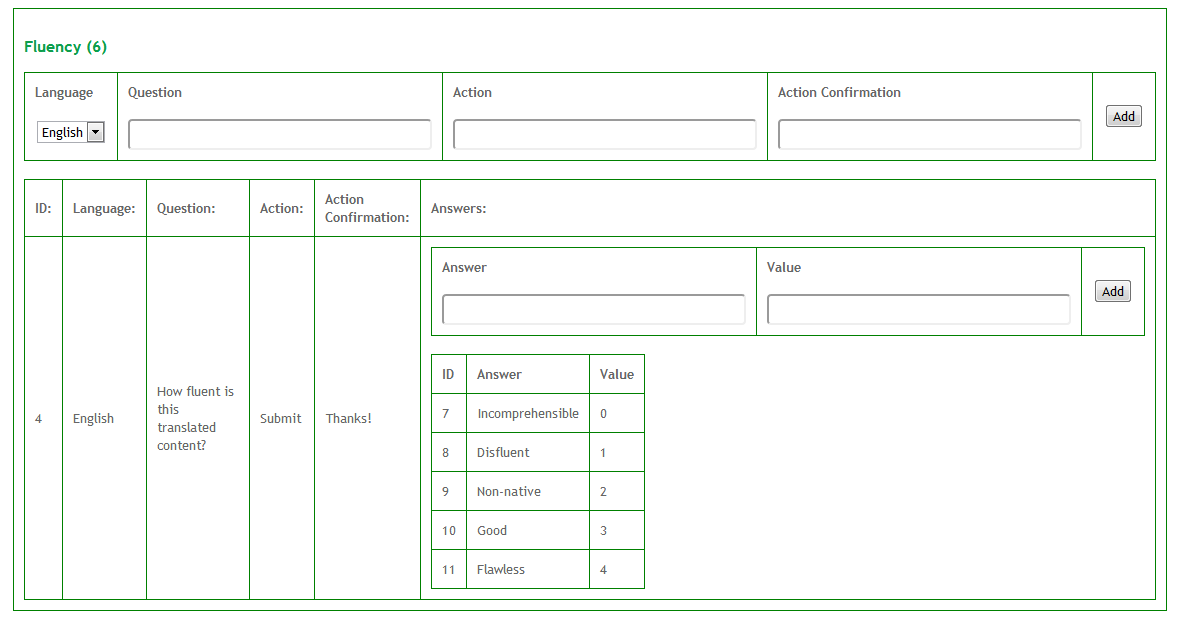 Fluency (6)
Language Question Action Action Confirmation
English Add
ID: Language: Question: Action: Action Confirmation: Answers:
Answer Value
Add
4 English How fluent is this translated content? Submit Thanks!
ID Answer Value
7 Incomprehensible 0
8 Disfluent 1
9 Non-native 2
10 Good 3
11 Flawless 4